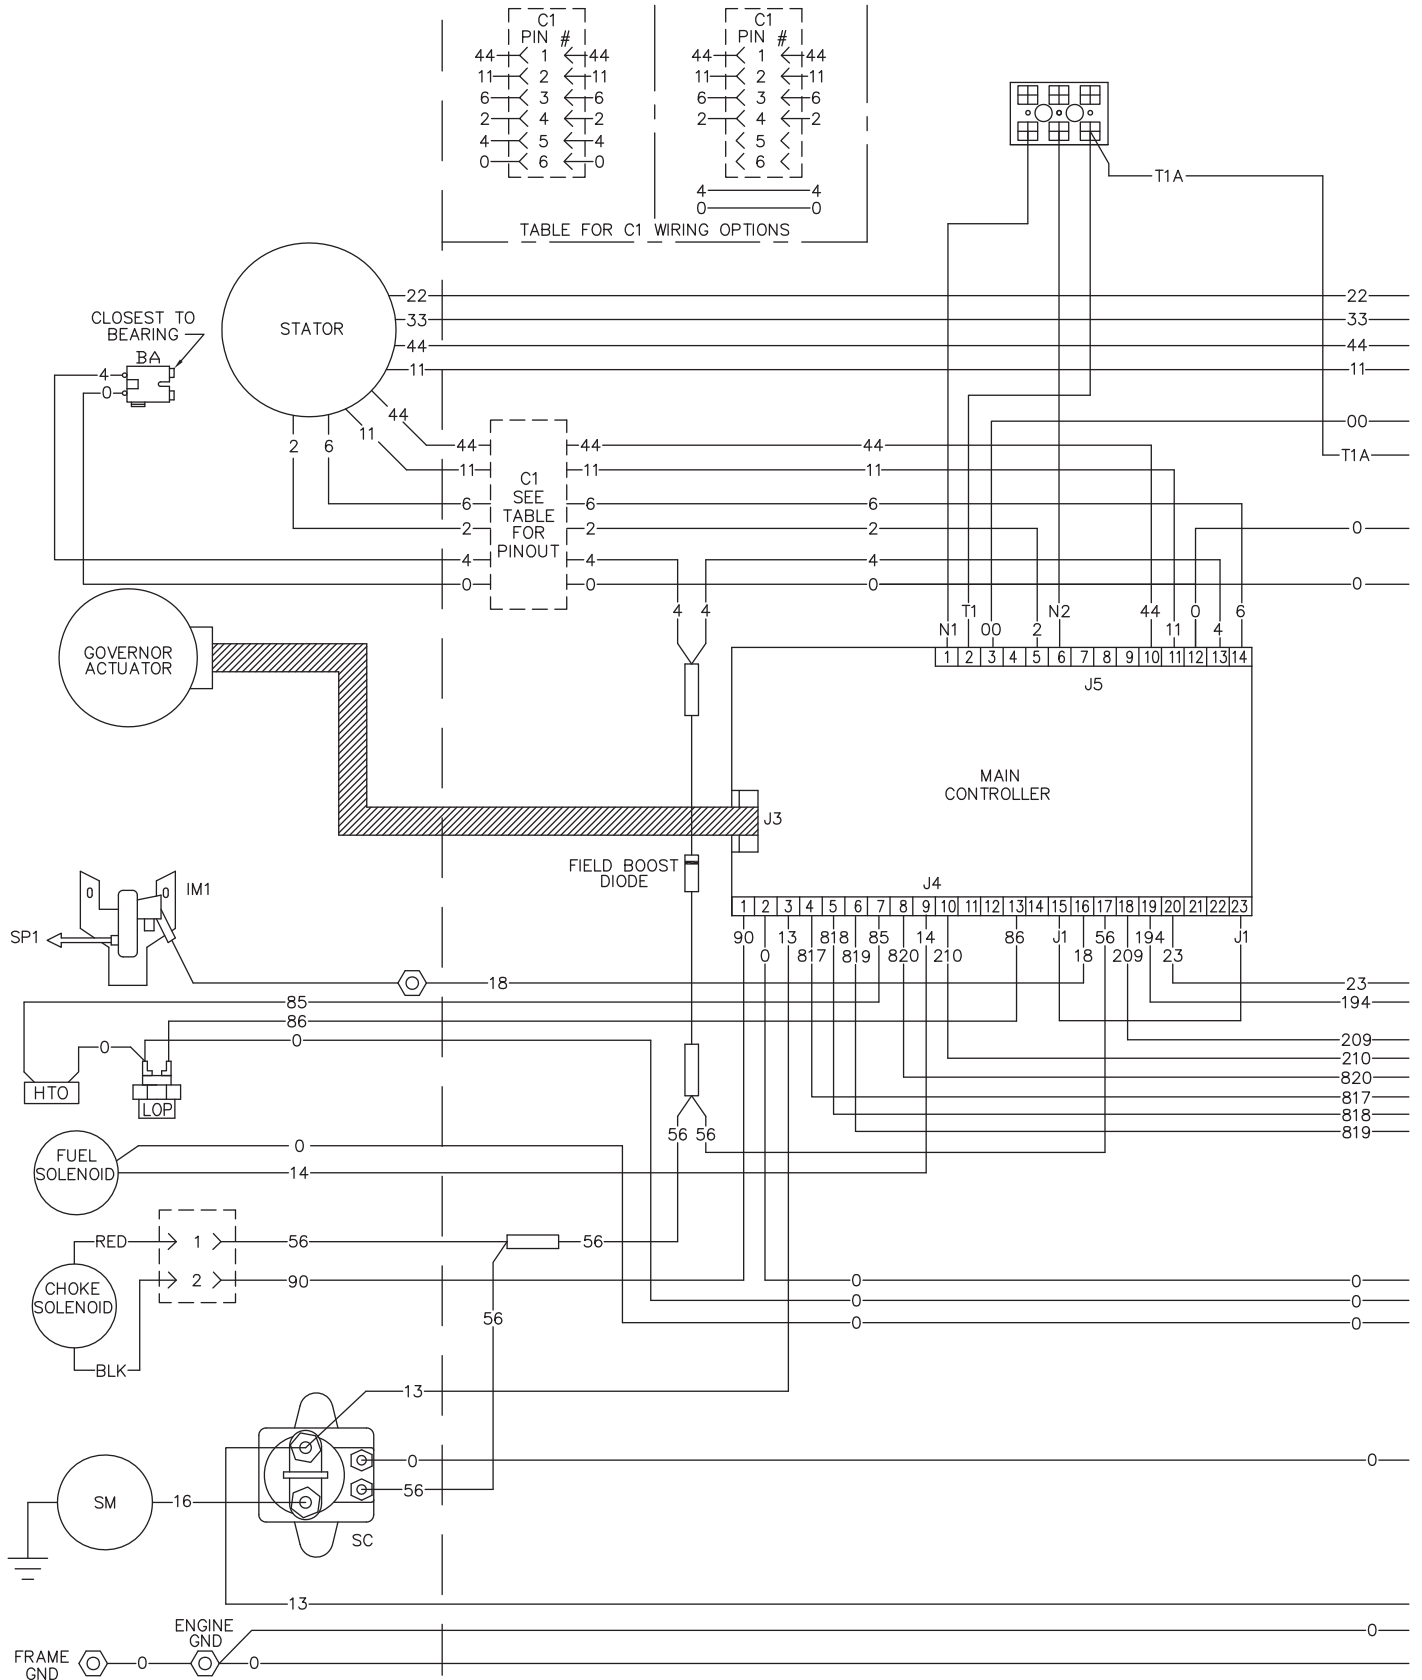 C1 C1
PIN # PIN #
44 1 44 44 1 44
11 2 11 11 2 11
6 3 6 6 3 6
2 4 2 2 4 2
4 5 4 5
0 6 0 6
4 4
0 0
TABLE FOR C1 WIRING OPTIONS
T1A
22 22
33 33
44 44
11 11
STATOR
CLOSEST TO
BEARING
BA
4
0
00
T1A
2 6 11 44
44 44 44
11 11 11
6 6 6
2 2 2 0
4 4 4
0 0 0 0
C1
SEE
TABLE
FOR
PINOUT
4 4
N1 T1 00 2 N2 44 11 0 4 6
1 2 3 4 5 6 7 8 9 10 11 12 13 14
J5
GOVERNOR
ACTUATOR
MAIN
CONTROLLER
J3
FIELD BOOST
DIODE
J4
1 2 3 4 5 6 7 8 9 10 11 12 13 14 15 16 17 18 19 20 21 22 23
90 0 13 817 818 819 85 820 14 210 86 J1 18 56 209 194 23 J1
IM1
SP1
18 23
85 194
86
0 209
0 210
HTO
LOP
820
817
818
819
56 56
FUEL
SOLENOID
0
14
RED 1 56 56
2 90 0 0
CHOKE
SOLENOID
0 0
0 0
56
BLK
13
0 0
56
SM
16
SC
13
ENGINE
GND
0
FRAME
GND
0 0